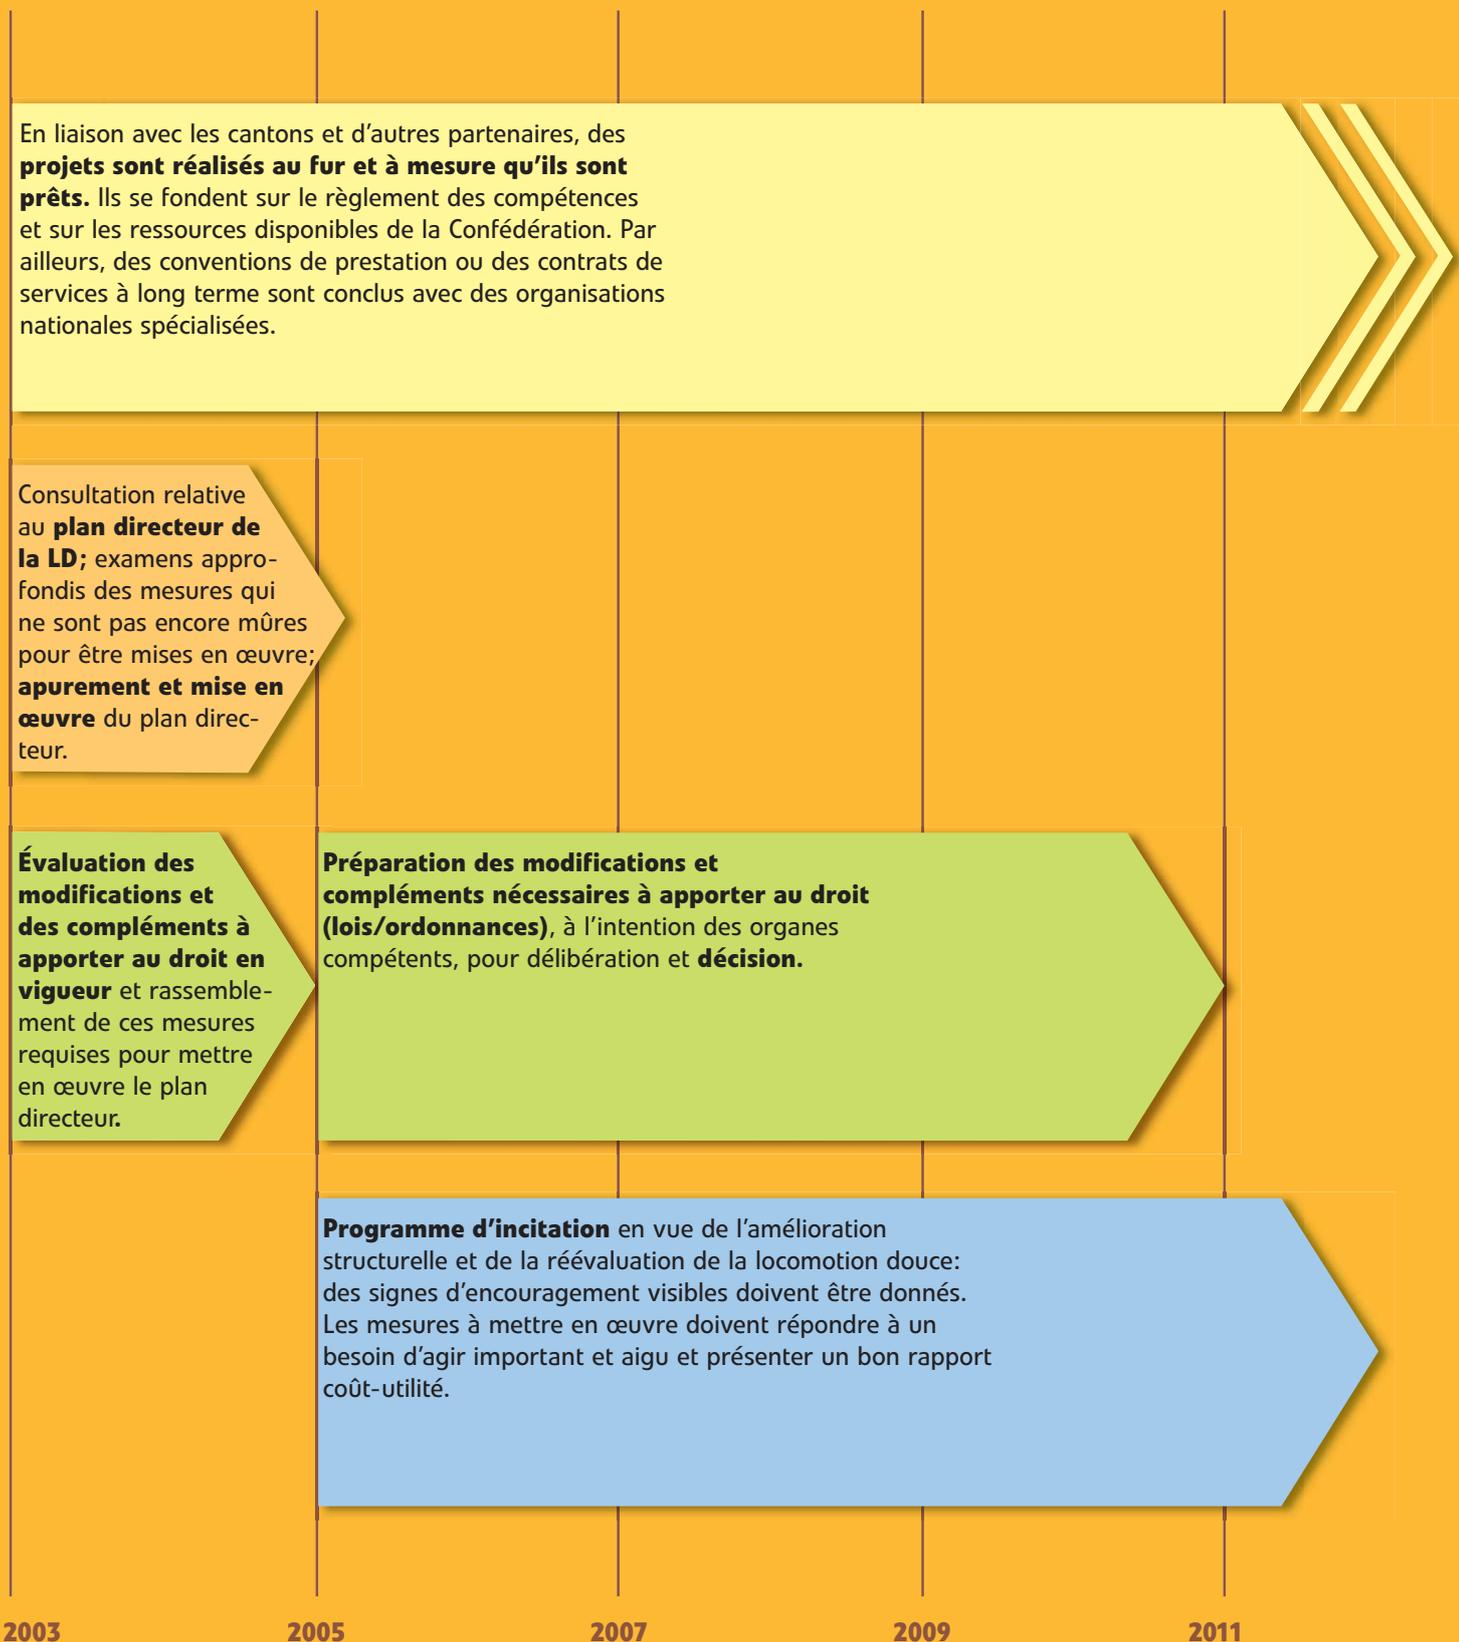 En liaison avec les cantons et d’autres partenaires, des
projets sont réalisés au fur et à mesure qu’ils sont
prêts. Ils se fondent sur le règlement des compétences
et sur les ressources disponibles de la Confédération. Par
ailleurs, des conventions de prestation ou des contrats de
services à long terme sont conclus avec des organisations
nationales spécialisées.
Consultation relative
au plan directeur de
la LD; examens appro-
fondis des mesures qui
ne sont pas encore mûres
pour être mises en œuvre;
apurement et mise en
œuvre du plan direc-
teur.
Évaluation des
modifications et
des compléments à
apporter au droit en
vigueur et rassemble-
ment de ces mesures
requises pour mettre
en œuvre le plan
directeur.
Préparation des modifications et
compléments nécessaires à apporter au droit
(lois/ordonnances), à l’intention des organes
compétents, pour délibération et décision.
Programme d’incitation en vue de l’amélioration
structurelle et de la réévaluation de la locomotion douce:
des signes d’encouragement visibles doivent être donnés.
Les mesures à mettre en œuvre doivent répondre à un
besoin d’agir important et aigu et présenter un bon rapport
coût-utilité.
2003 2005 2007 2009 2011